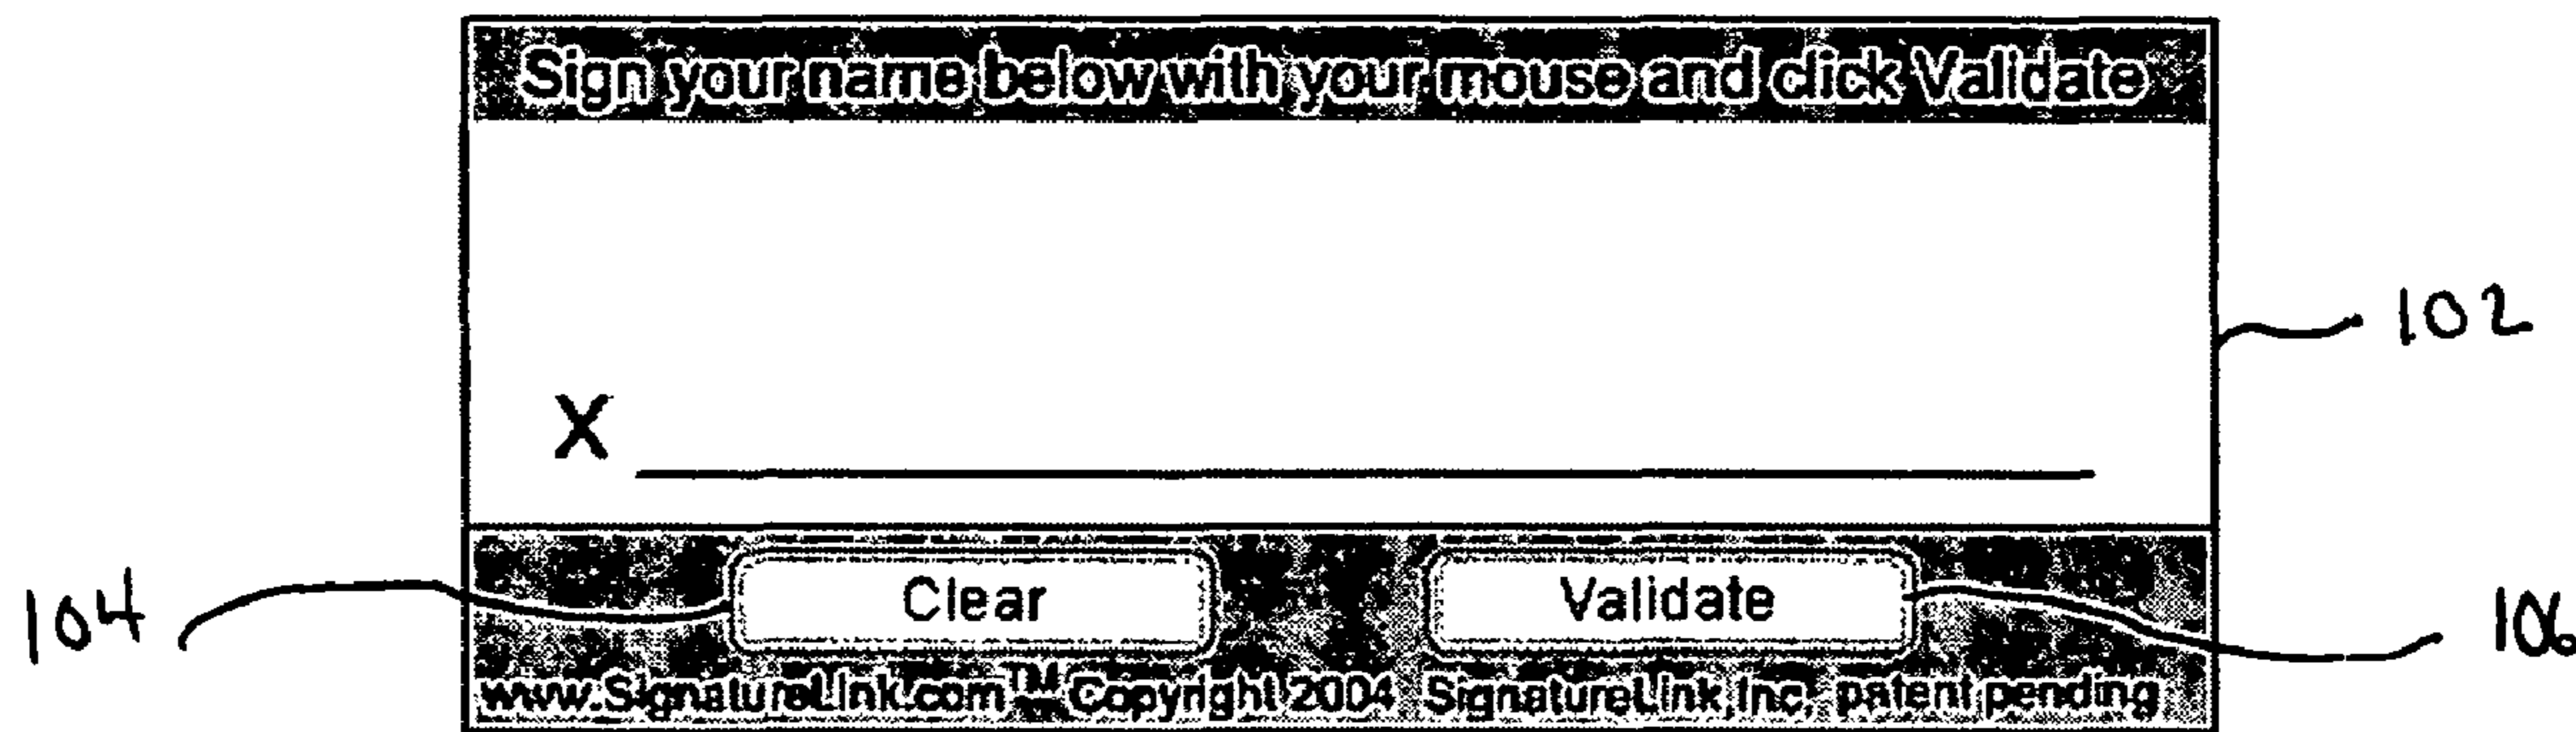 Sign your name below with your mouse and click Validate
102
X
104
Clear
Validate
106
www.SignatureLink.com™ Copyright 2004 SignatureLink, Inc. patent pending